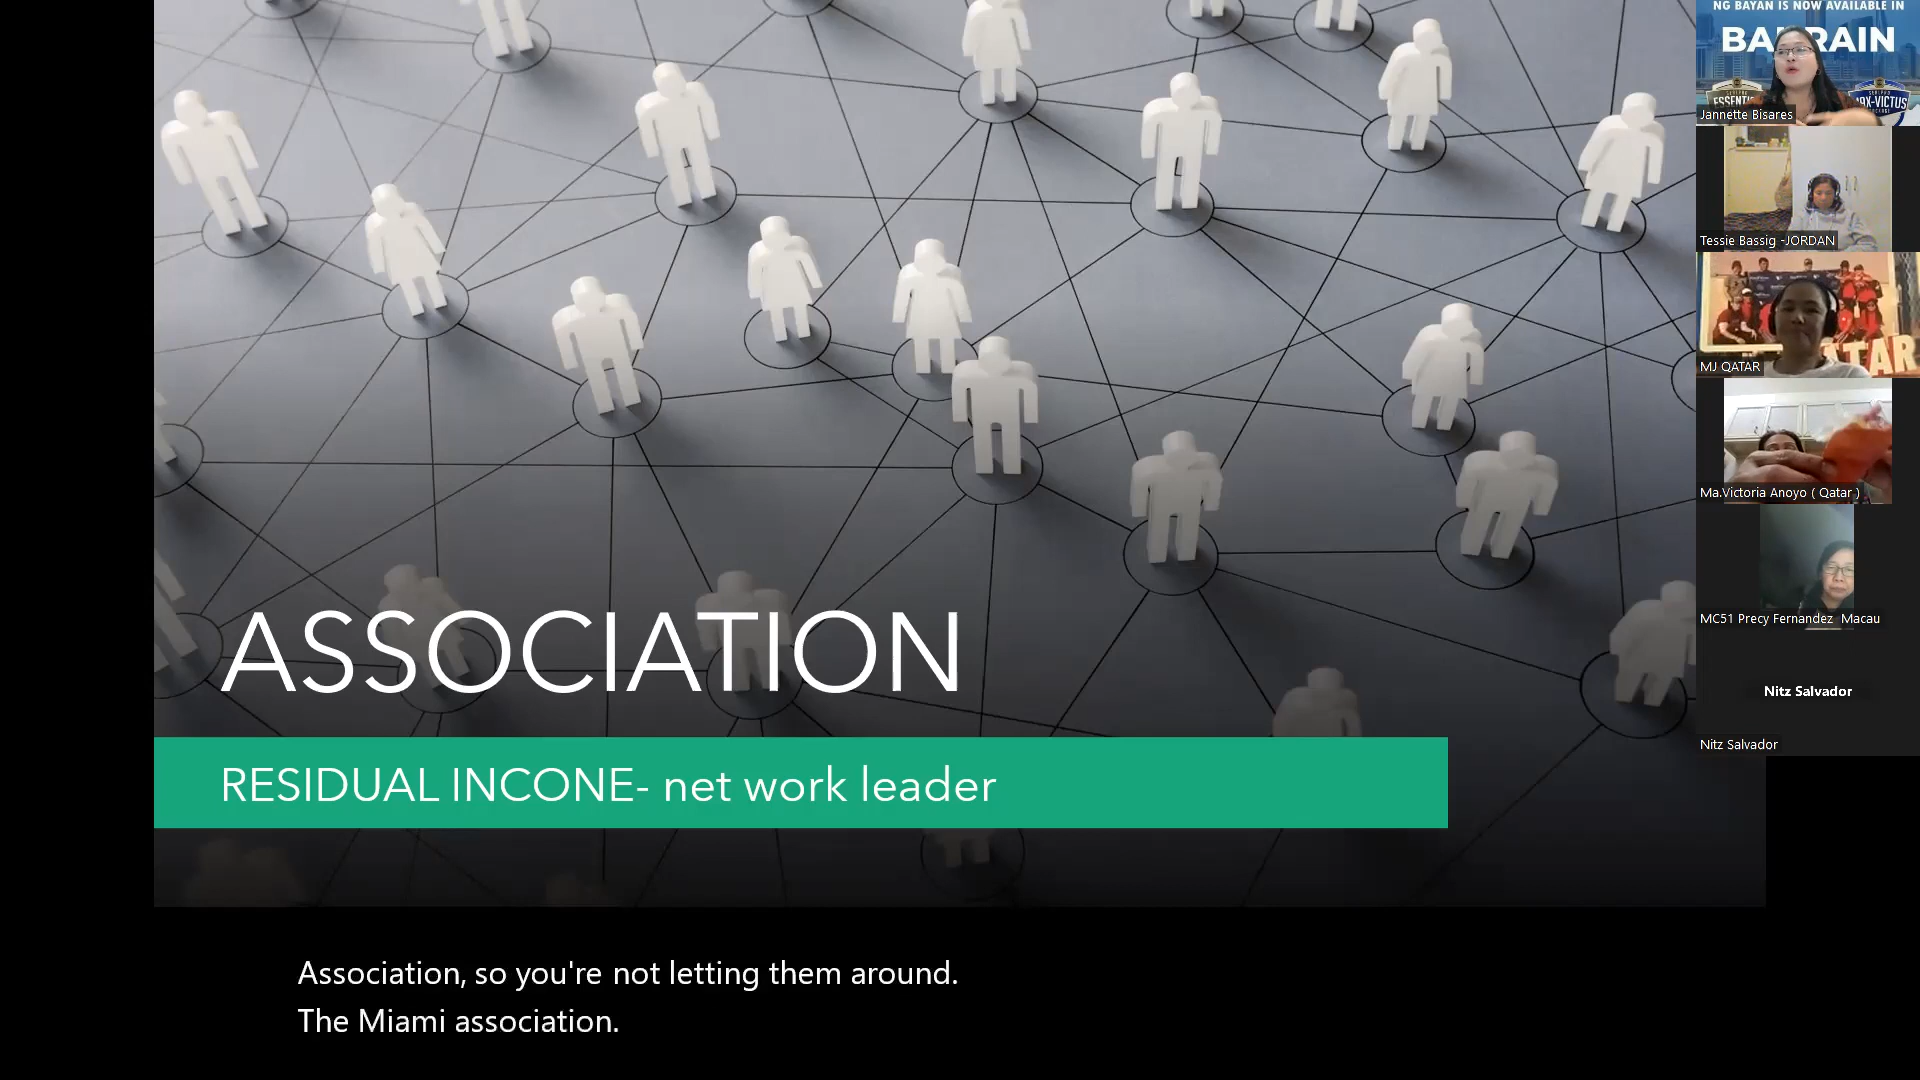 ASSOCIATION
RESIDUAL INCONE- net work leader
Association, so you're not letting them around.
The Miami association.
NG BAYAN IS NOW AVAILABLE IN
Jannette Bisares
Tessie Bassig -JORDAN
MJ QATAR
Ma.Victoria Anoyo ( Qatar )
MC51 Precy Fernandez Macau
Nitz Salvador
Nitz Salvador